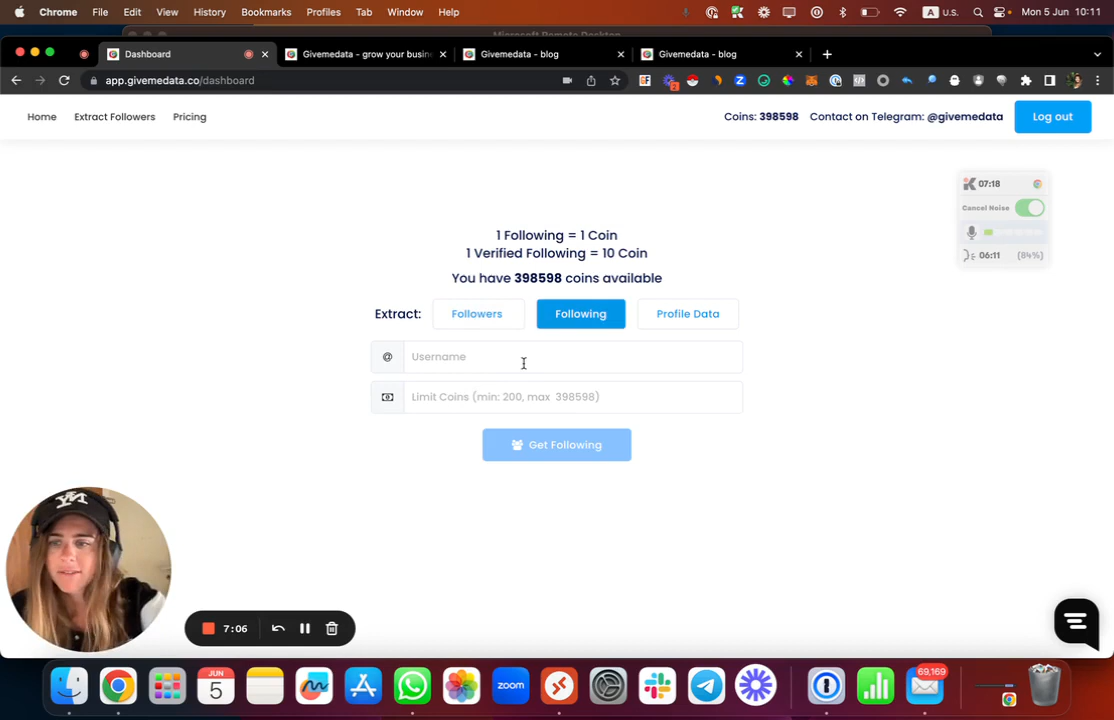 Chrome File Edit View History Bookmarks Profiles Tab Window Help A U.S. Mon 5 Jun 10:11
Microsoft Remote Desktop
Dashboard Givemedata - grow your busin Givemedata - blog Givemedata - blog
app.givemedata.co/dashboard
Home Extract Followers Pricing Coins: 398598 Contact on Telegram: @givemedata Log out
07:18
Cancel Noise
06:11 (84%)
1 Following = 1 Coin
1 Verified Following = 10 Coin
You have 398598 coins available
Extract: Followers Following Profile Data
@ Username
Limit Coins (min: 200, max 398598)
Get Following
7:06
JUN
5
zoom
69,169